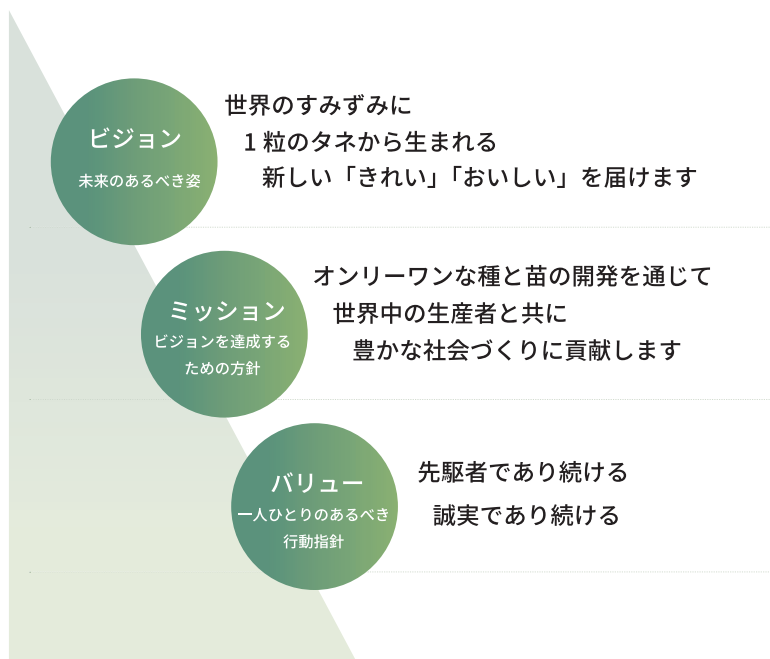 ビジョン
未来のあるべき姿
世界のすみずみに
1 粒のタネから生まれる
新しい「きれい」「おいしい」を届けます
ミッション
ビジョンを達成する
ための方針
オンリーワンな種と苗の開発を通じて
世界中の生産者と共に
豊かな社会づくりに貢献します
バリュー
一人ひとりのあるべき
行動指針
先駆者であり続ける
誠実であり続ける